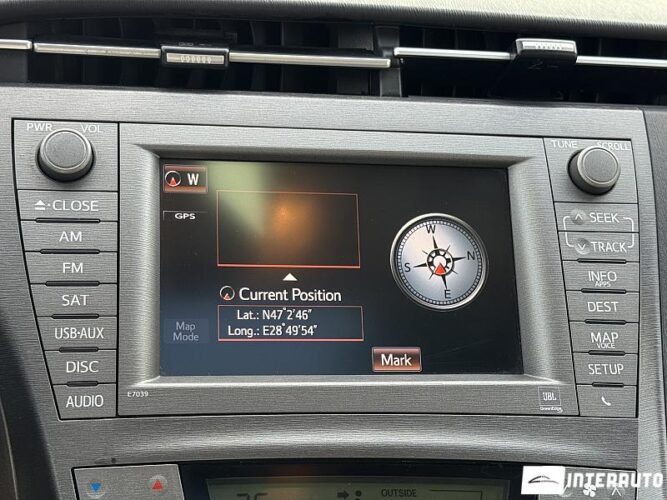 PWR VOL
TUNE SCROLL
CLOSE
AM
FM
SAT
USB·AUX
DISC
AUDIO
W
GPS
Map
Mode
Current Position
Lat.: N47°2'46"
Long.: E28°49'54"
W
S
N
E
Mark
E7039
JBL
GreenEdge
SEEK
TRACK
INFO
APPS
DEST
MAP
VOICE
SETUP
OUTSIDE
INTERAUTO